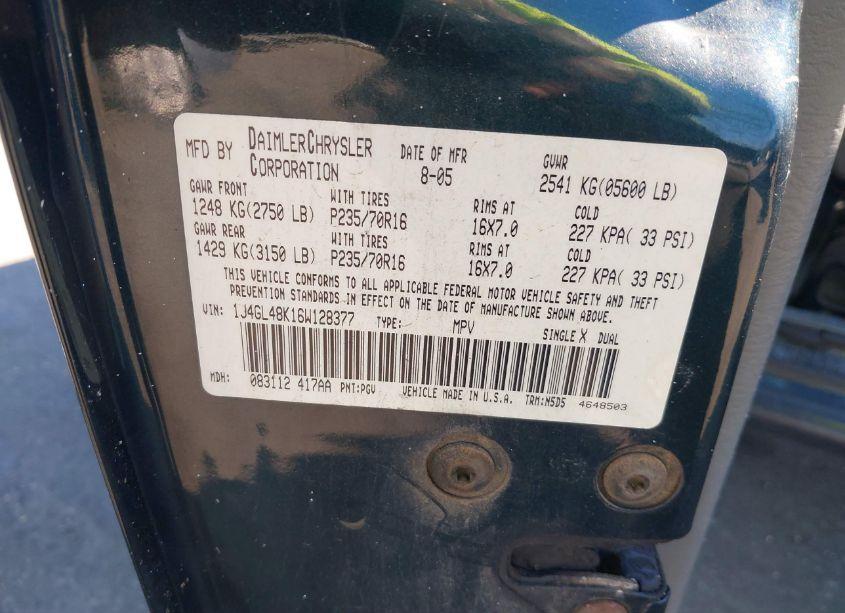 MFD BY DAIMLERCHRYSLER CORPORATION DATE OF MFR 8-05 GVWR 2541 KG(05600 LB)
GAWR FRONT WITH TIRES RIMS AT COLD
1248 KG(2750 LB) P235/70R16 16X7.0 227 KPA( 33 PSI)
GAWR REAR WITH TIRES RIMS AT COLD
1429 KG(3150 LB) P235/70R16 16X7.0 227 KPA( 33 PSI)
THIS VEHICLE CONFORMS TO ALL APPLICABLE FEDERAL MOTOR VEHICLE SAFETY AND THEFT
PREVENTION STANDARDS IN EFFECT ON THE DATE OF MANUFACTURE SHOWN ABOVE.
VIN: 1J4GL48K16W128377 TYPE: MPV SINGLE X DUAL
MDH: 083112 417AA PNT:PGV VEHICLE MADE IN U.S.A. TRM:N5D5 4648503